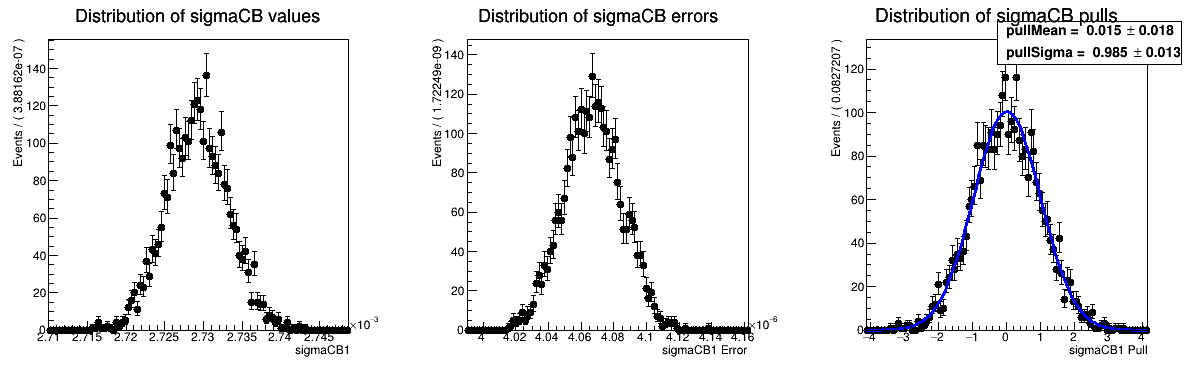 Distribution of sigmaCB values
Events / ( 3.88162e-07 )
140
120
100
80
60
40
20
0
2.71 2.715 2.72 2.725 2.73 2.735 2.74 2.745
×10⁻³
sigmaCB1
Distribution of sigmaCB errors
Events / ( 1.72249e-09 )
140
120
100
80
60
40
20
0
4 4.02 4.04 4.06 4.08 4.1 4.12 4.14 4.16
×10⁻⁶
sigmaCB1 Error
Distribution of sigmaCB pulls
pullMean = 0.015 ± 0.018
pullSigma = 0.985 ± 0.013
Events / ( 0.0827207 )
120
100
80
60
40
20
0
−4 −3 −2 −1 0 1 2 3 4
sigmaCB1 Pull